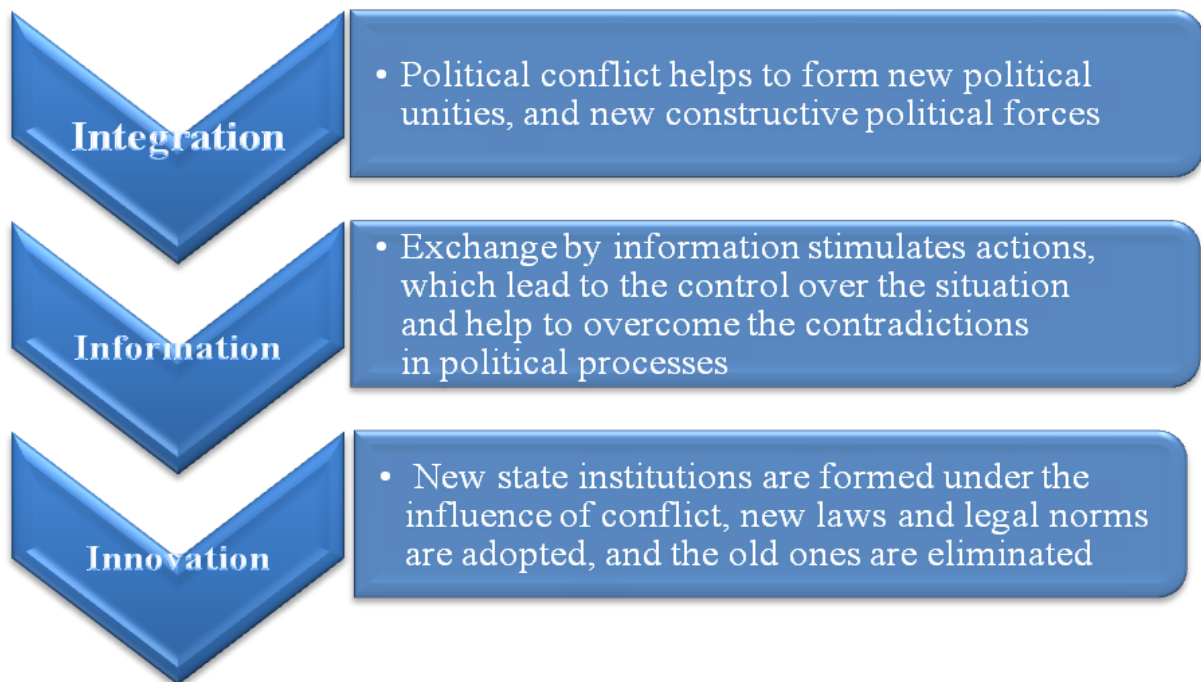 Integration
• Political conflict helps to form new political
unities, and new constructive political forces
Information
• Exchange by information stimulates actions,
which lead to the control over the situation
and help to overcome the contradictions
in political processes
Innovation
• New state institutions are formed under the
influence of conflict, new laws and legal norms
are adopted, and the old ones are eliminated